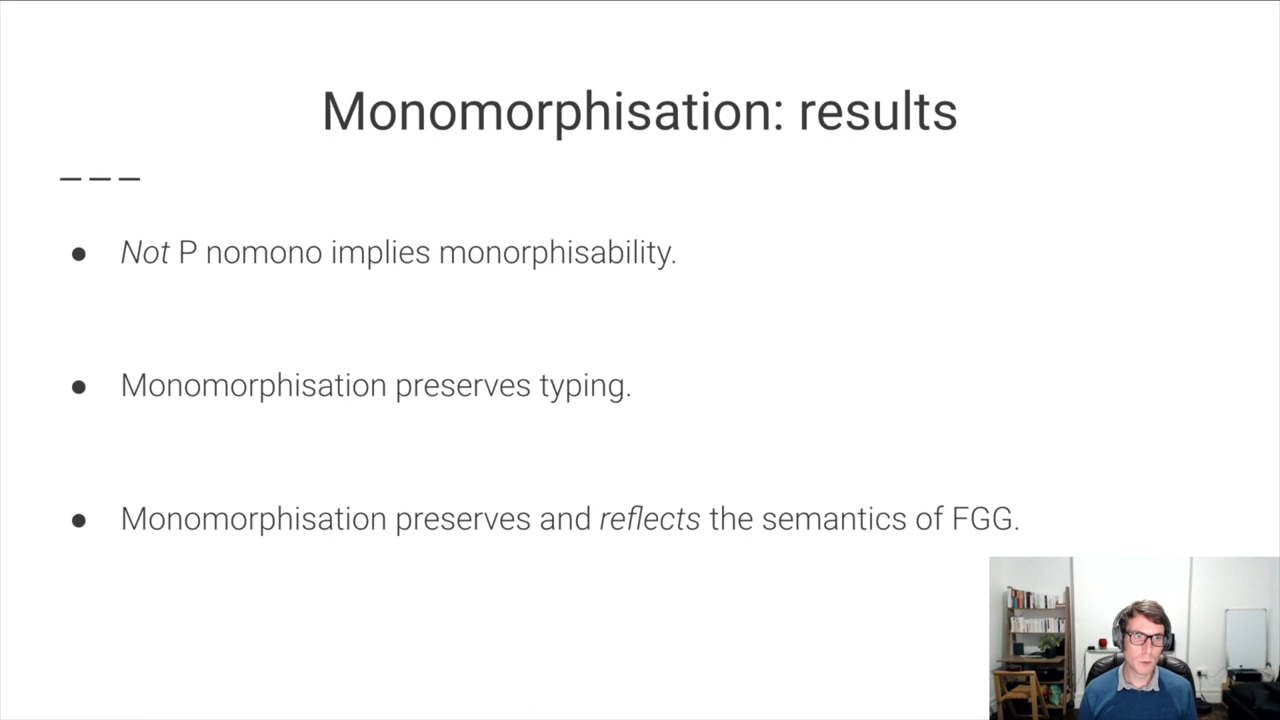 Monomorphisation: results
● Not P nomono implies monorphisability.
● Monomorphisation preserves typing.
● Monomorphisation preserves and reflects the semantics of FGG.